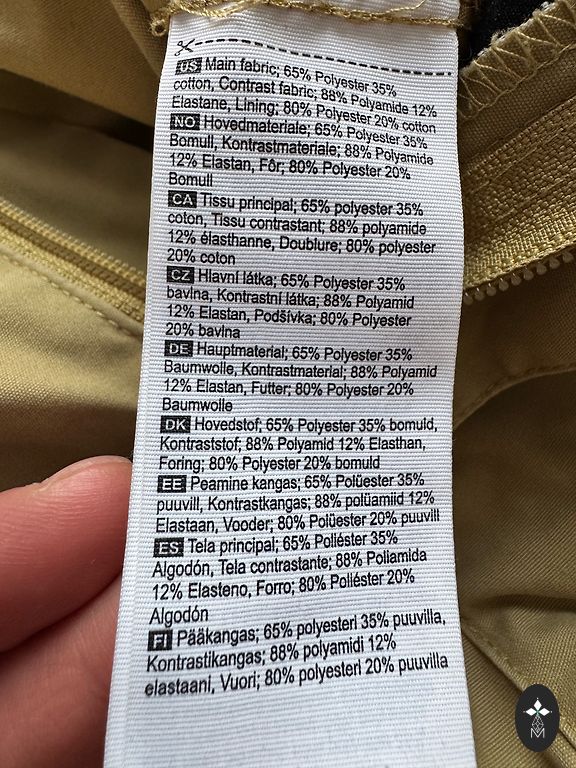 US Main fabric; 65% Polyester 35%
cotton, Contrast fabric; 88% Polyamide 12%
Elastane, Lining; 80% Polyester 20% cotton
NO Hovedmateriale; 65% Polyester 35%
Bomull, Kontrastmateriale; 88% Polyamide
12% Elastan, Fôr; 80% Polyester 20%
Bomull
CA Tissu principal; 65% polyester 35%
coton, Tissu contrastant; 88% polyamide
12% élasthanne, Doublure; 80% polyester
20% coton
CZ Hlavní látka; 65% Polyester 35%
bavlna, Kontrastní látka; 88% Polyamid
12% Elastan, Podšívka; 80% Polyester
20% bavlna
DE Hauptmaterial; 65% Polyester 35%
Baumwolle, Kontrastmaterial; 88% Polyamid
12% Elastan, Futter; 80% Polyester 20%
Baumwolle
DK Hovedstof; 65% Polyester 35% bomuld,
Kontraststof; 88% Polyamid 12% Elasthan,
Foring; 80% Polyester 20% bomuld
EE Peamine kangas; 65% Polüester 35%
puuvill, Kontrastkangas; 88% polüamiid 12%
Elastaan, Vooder; 80% Polüester 20% puuvill
ES Tela principal; 65% Poliéster 35%
Algodón, Tela contrastante; 88% Poliamida
12% Elasteno, Forro; 80% Poliéster 20%
Algodón
FI Pääkangas; 65% polyesteri 35% puuvilla,
Kontrastikangas; 88% polyamidi 12%
elastaani, Vuori; 80% polyesteri 20% puuvilla
M